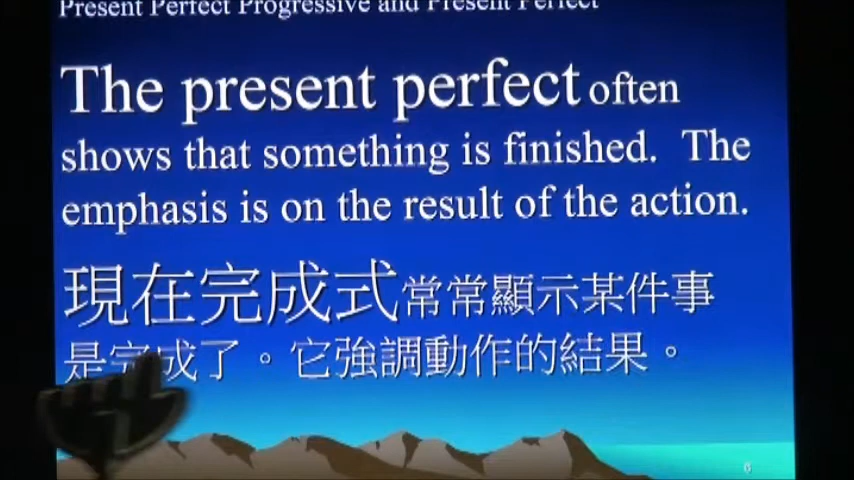 Present Perfect Progressive and Present Perfect
The present perfect often
shows that something is finished. The
emphasis is on the result of the action.
現在完成式常常顯示某件事
是完成了。它強調動作的結果。
6